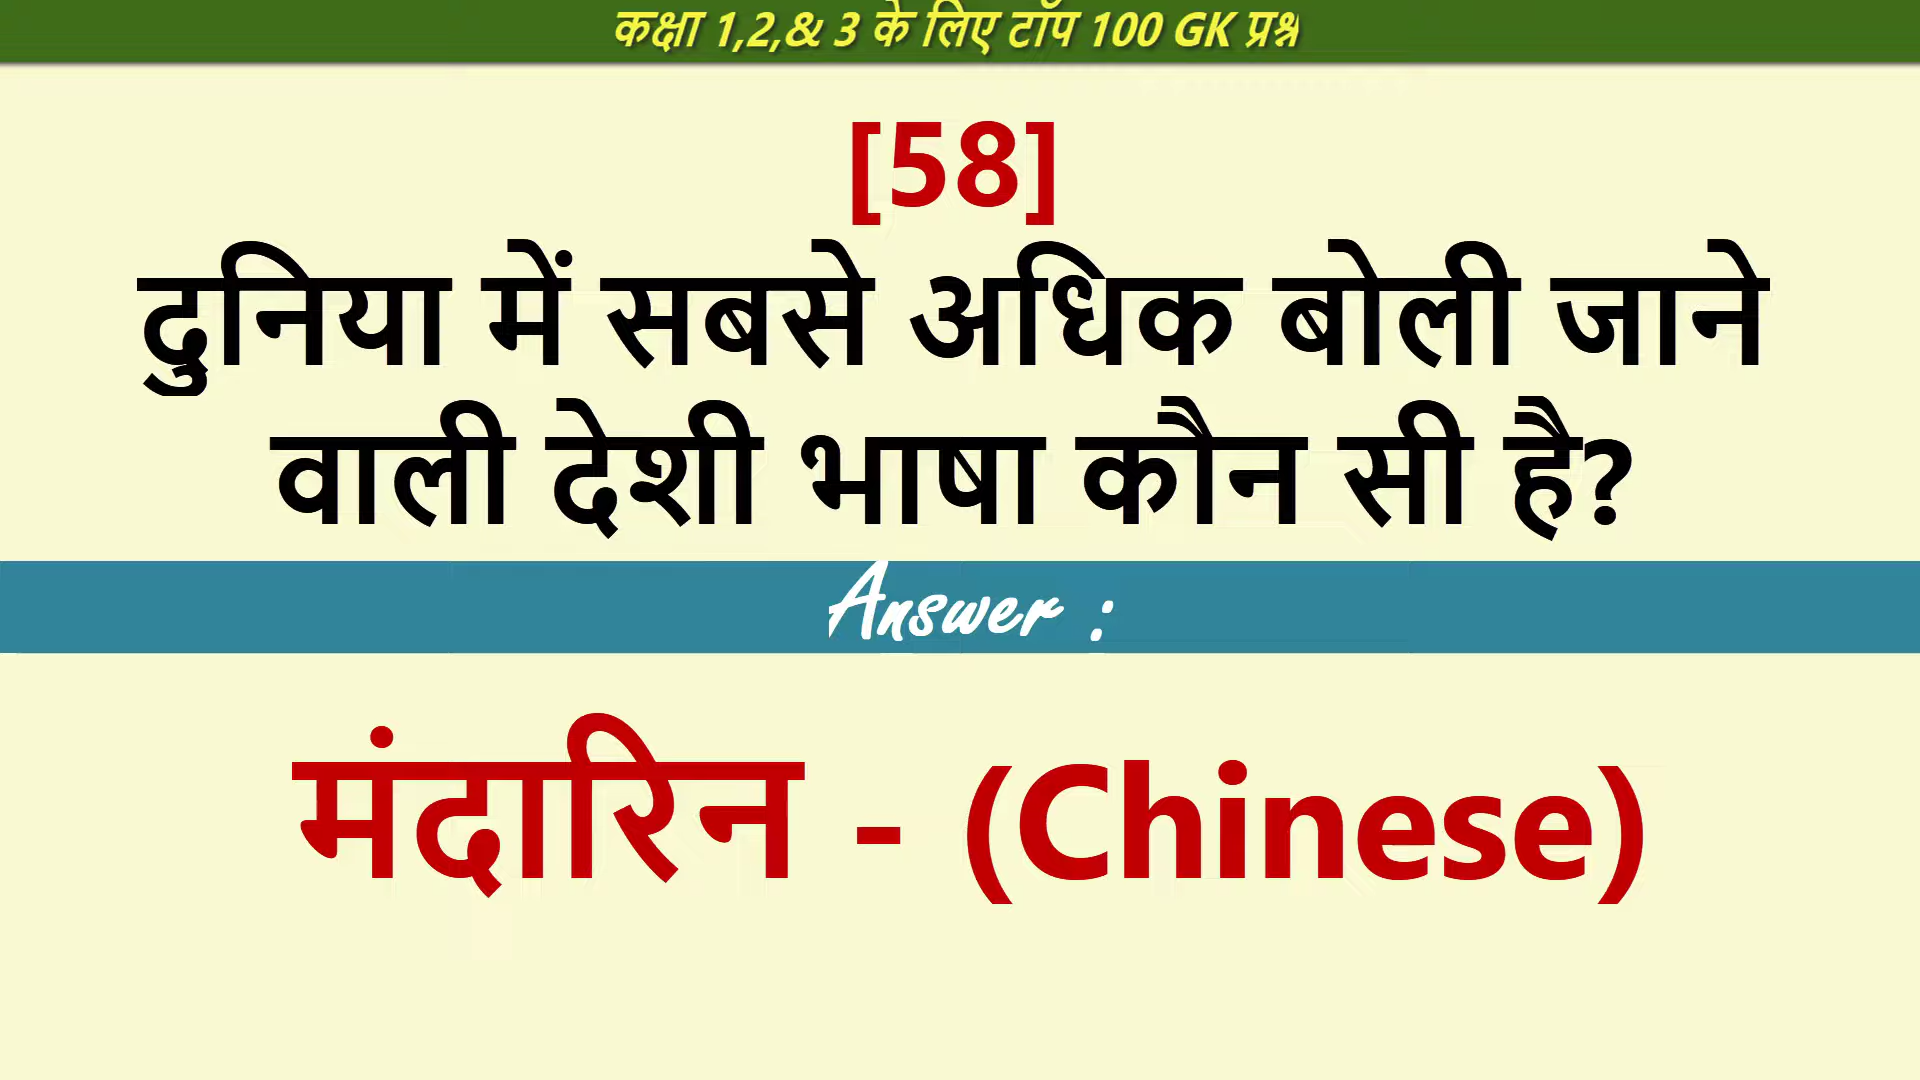 कक्षा 1,2,& 3 के लिए टॉप 100 GK प्रश्न
[58]
दुनिया में सबसे अधिक बोली जाने
वाली देशी भाषा कौन सी है?
Answer :
मंदारिन - (Chinese)